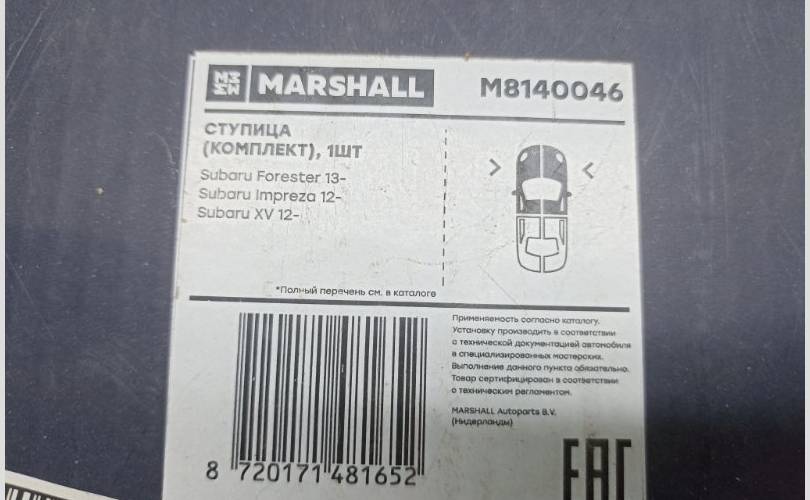 MARSHALL M8140046
СТУПИЦА
(КОМПЛЕКТ), 1ШТ
Subaru Forester 13-
Subaru Impreza 12-
Subaru XV 12-
*Полный перечень см. в каталоге
Применяемость согласно каталогу.
Установку производить в соответствии
с технической документацией автомобиля
в специализированных мастерских.
Выполнение данного пункта обязательно.
Товар сертифицирован в соответствии
с техническим регламентом.
MARSHALL Autoparts B.V.
(Нидерланды)
8 720171 481652
EAC